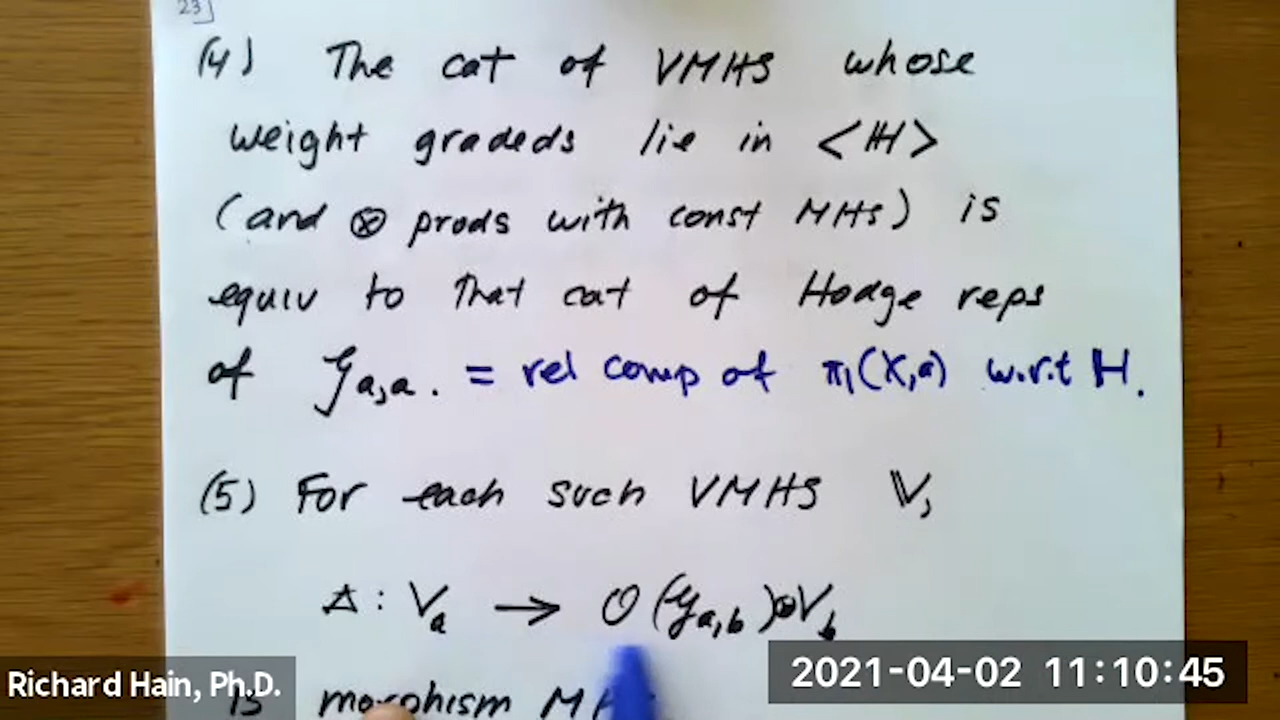 23]
(4) The cat of VMHS whose
weight gradeds lie in <ℍ>
(and ⊗ prods with const MHS) is
equiv to that cat of Hodge reps
of 𝒢a,a. = rel comp of π₁(X,a) w.r.t ℍ.
(5) For each such VMHS 𝕍,
Δ : Va → O(𝒢a,b)⊗Vb
is morphism
Richard Hain, Ph.D.
2021-04-02 11:10:45